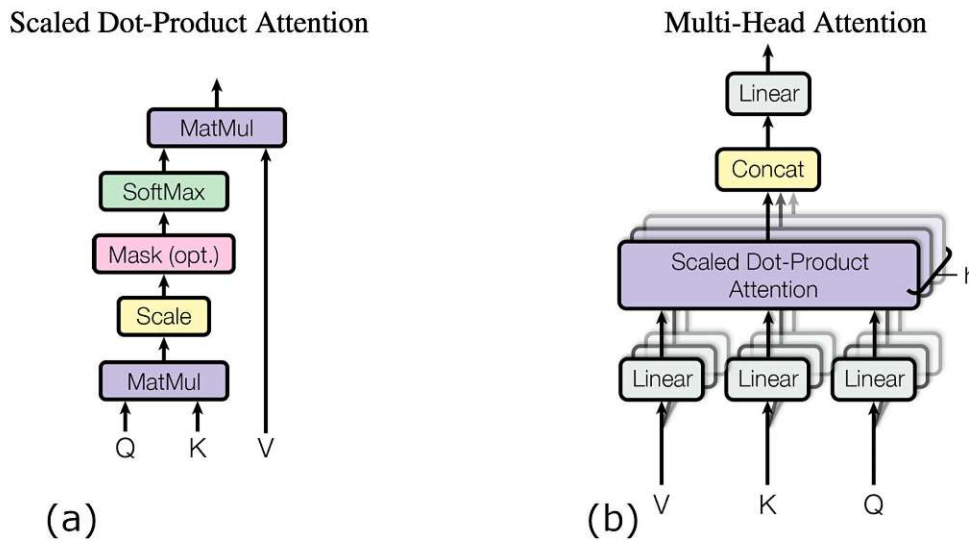 Scaled Dot-Product Attention
MatMul
SoftMax
Mask (opt.)
Scale
MatMul
Q K V
(a)
Multi-Head Attention
Linear
Concat
Scaled Dot-Product
Attention
h
Linear Linear Linear
V K Q
(b)